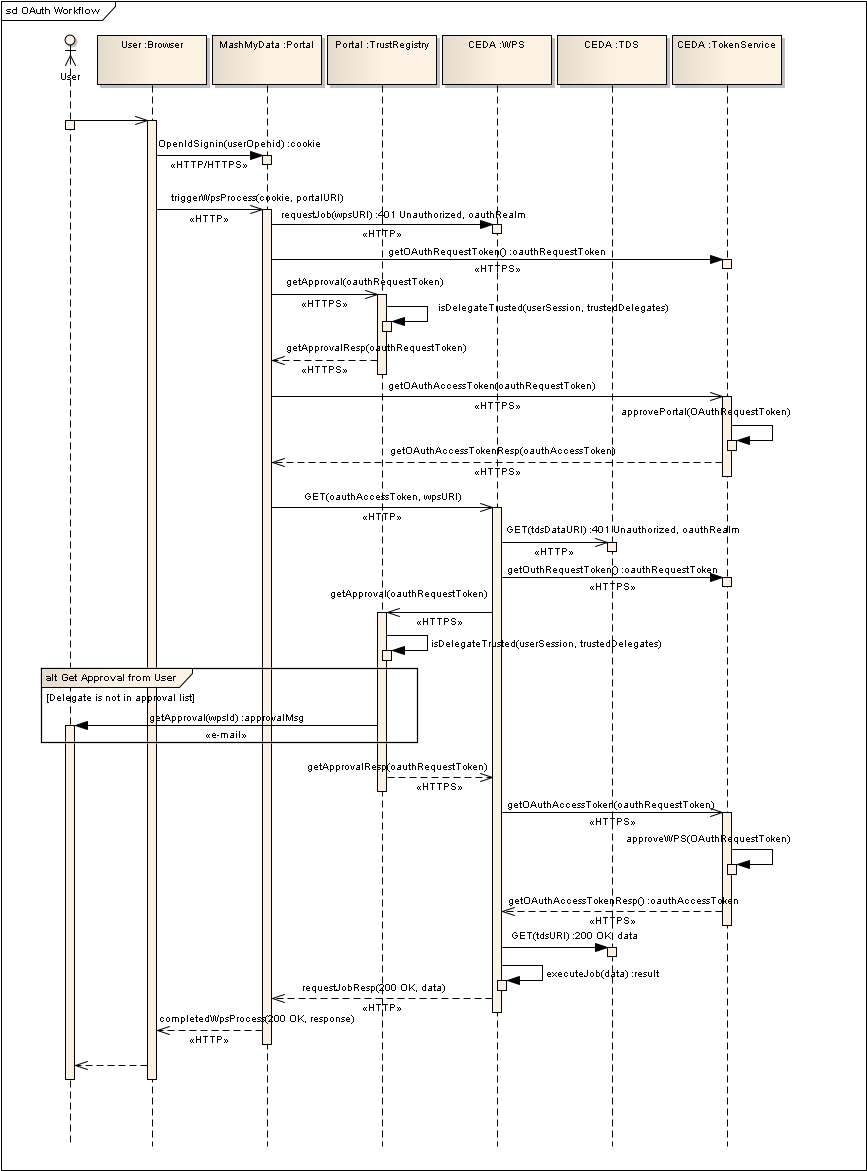 sd OAuth Workflow
User
User :Browser
MashMyData :Portal
Portal :TrustRegistry
CEDA :WPS
CEDA :TDS
CEDA :TokenService
OpenIdSignin(userOpenid) :cookie
«HTTP/HTTPS»
triggerWpsProcess(cookie, portalURI)
«HTTP»
requestJob(wpsURI) :401 Unauthorized, oauthRealm
«HTTP»
getOAuthRequestToken() :oauthRequestToken
«HTTPS»
getApproval(oauthRequestToken)
«HTTPS»
isDelegateTrusted(userSession, trustedDelegates)
getApprovalResp(oauthRequestToken)
«HTTPS»
getOAuthAccessToken(oauthRequestToken)
«HTTPS»
approvePortal(OAuthRequestToken)
getOAuthAccessTokenResp(oauthAccessToken)
«HTTPS»
GET(oauthAccessToken, wpsURI)
«HTTP»
GET(tdsDataURI) :401 Unauthorized, oauthRealm
«HTTP»
getOuthRequestToken() :oauthRequestToken
«HTTPS»
getApproval(oauthRequestToken)
«HTTPS»
isDelegateTrusted(userSession, trustedDelegates)
alt Get Approval from User
[Delegate is not in approval list]
getApproval(wpsId) :approvalMsg
«e-mail»
getApprovalResp(oauthRequestToken)
«HTTPS»
getOAuthAccessToken(oauthRequestToken)
«HTTPS»
approveWPS(OAuthRequestToken)
getOAuthAccessTokenResp() :oauthAccessToken
«HTTPS»
GET(tdsURI) :200 OK, data
executeJob(data) :result
requestJobResp(200 OK, data)
«HTTP»
completedWpsProcess(200 OK, response)
«HTTP»